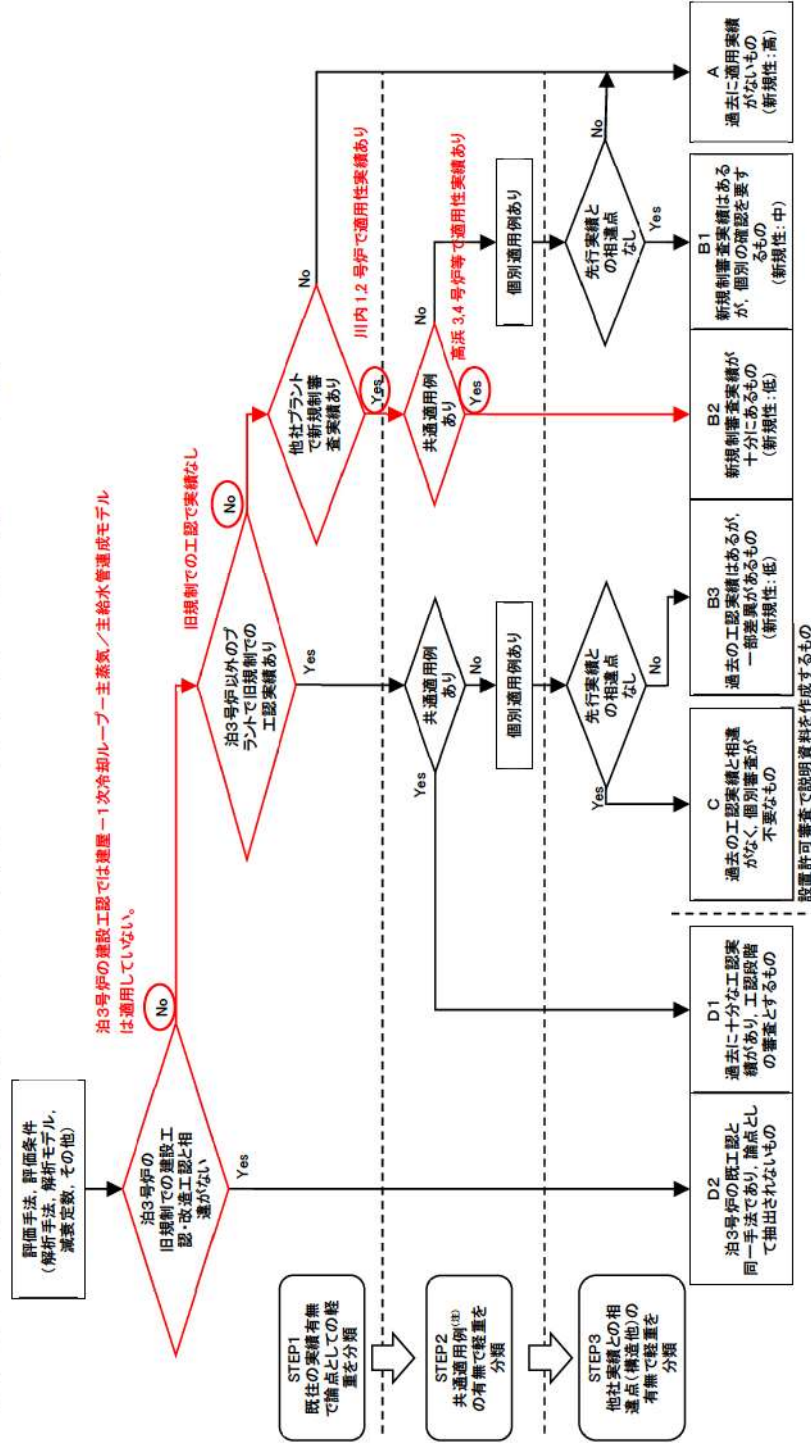 評価手法，評価条件
(解析手法，解析モデル，
減衰定数，その他)
泊3号炉の建設工認では建屋－1次冷却ループ－主蒸気／主給水管連成モデル
は適用していない。
泊3号炉の
旧規制での建設工
認・改造工認と相
違がない
No
Yes
旧規制での工認で実績なし
泊3号炉以外のプ
ラントで旧規制での
工認実績あり
No
Yes
他社プラント
で新規制審
査実績あり
No
Yes
川内 1,2 号炉で適用性実績あり
STEP1
既往の実績有無
で論点としての軽
重を分類
STEP2
共通適用例(注)
の有無で軽重を
分類
STEP3
他社実績との相
違点(構造他)の
有無で軽重を
分類
共通適用例
あり
Yes
No
個別適用例あり
先行実績と
の相違点
なし
Yes
No
共通適用例
あり
Yes
No
高浜 3,4 号炉等で適用性実績あり
個別適用例あり
先行実績と
の相違点
なし
No
Yes
D2
泊3号炉の既工認と
同一手法であり，論点とし
て抽出されないもの
D1
過去に十分な工認実
績があり，工認段階
の審査とするもの
C
過去の工認実績と相違
がなく，個別審査が
不要なもの
B3
過去の工認実績はあるが，
一部差異があるもの
(新規性：低)
B2
新規制審査実績が
十分にあるもの
(新規性：低)
B1
新規制審査実績はある
が，個別の確認を要す
るもの
(新規性：中)
A
過去に適用実績
がないもの
(新規性：高)
設置許可審査で説明資料を作成するもの